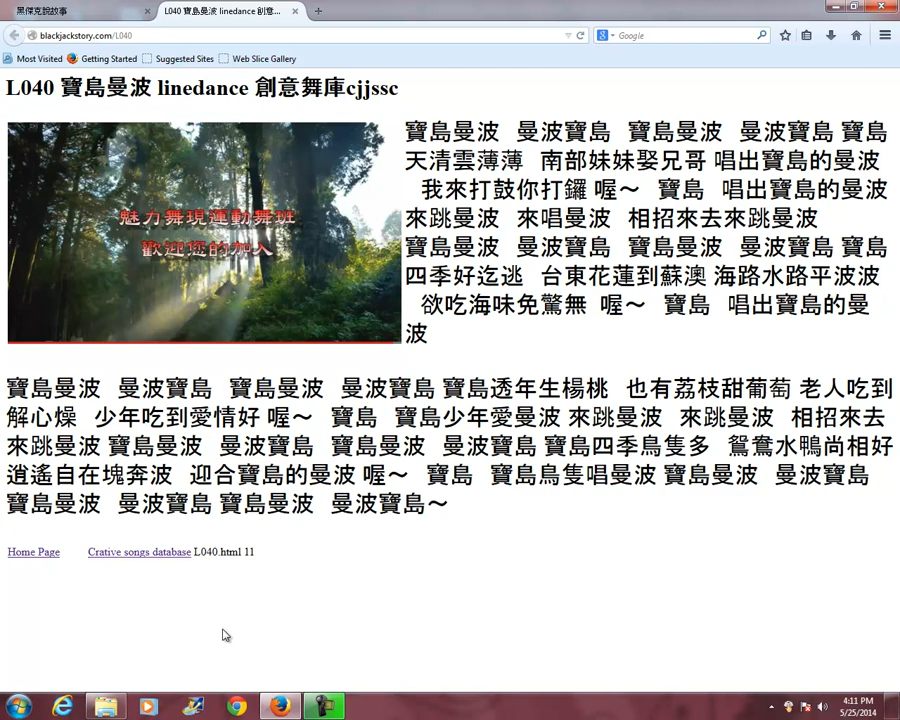 黑傑克說故事
L040 寶島曼波 linedance 創意...
blackjackstory.com/L040
Google
Most Visited Getting Started Suggested Sites Web Slice Gallery
L040 寶島曼波 linedance 創意舞庫cjjssc
魅力舞現運動舞班
歡迎您的加入
寶島曼波 曼波寶島 寶島曼波 曼波寶島 寶島
天清雲薄薄 南部妹妹娶兄哥 唱出寶島的曼波
我來打鼓你打鑼 喔～ 寶島 唱出寶島的曼波
來跳曼波 來唱曼波 相招來去來跳曼波
寶島曼波 曼波寶島 寶島曼波 曼波寶島 寶島
四季好迄逃 台東花蓮到蘇澳 海路水路平波波
欲吃海味免驚無 喔～ 寶島 唱出寶島的曼
波
寶島曼波 曼波寶島 寶島曼波 曼波寶島 寶島透年生楊桃 也有荔枝甜葡萄 老人吃到
解心燥 少年吃到愛情好 喔～ 寶島 寶島少年愛曼波 來跳曼波 來跳曼波 相招來去
來跳曼波 寶島曼波 曼波寶島 寶島曼波 曼波寶島 寶島四季鳥隻多 鴛鴦水鴨尚相好
逍遙自在塊奔波 迎合寶島的曼波 喔～ 寶島 寶島鳥隻唱曼波 寶島曼波 曼波寶島
寶島曼波 曼波寶島 寶島曼波 曼波寶島～
Home Page Crative songs database L040.html 11
4:11 PM
5/25/2014